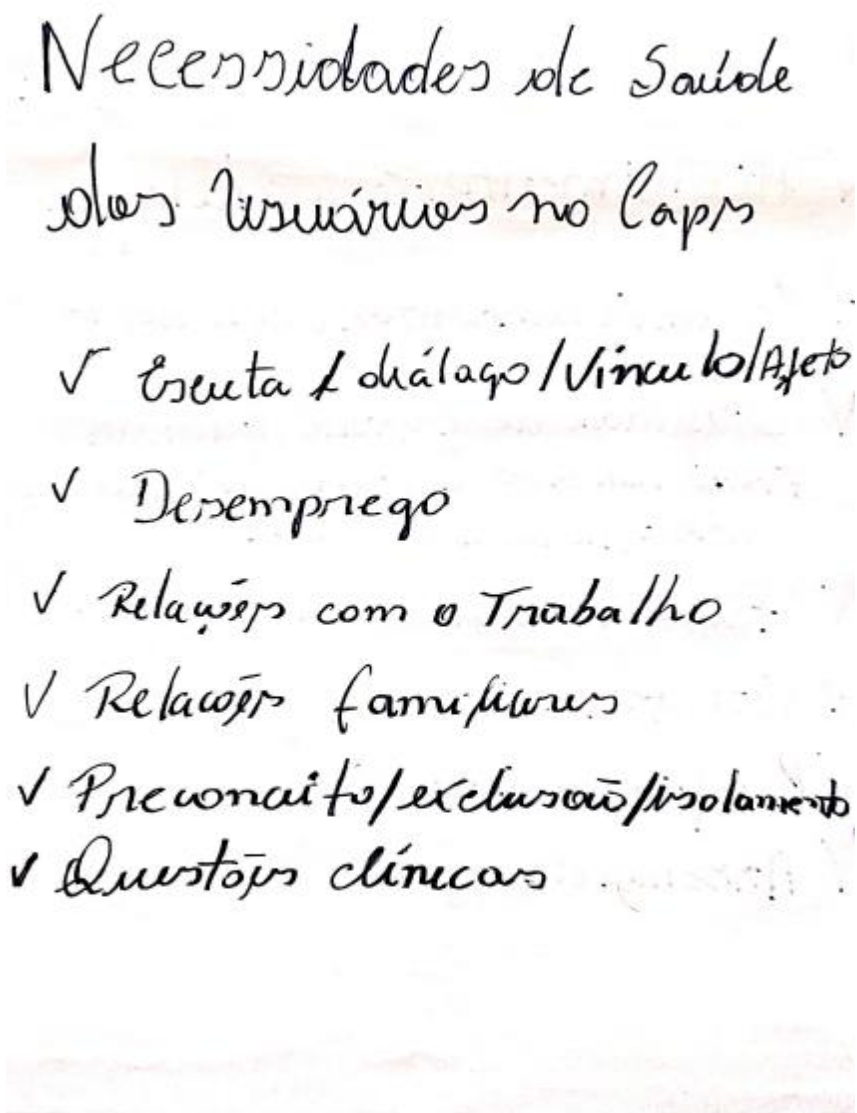 Necessidades de Saúde
dos Usuários no Caps
✓ Escuta / diálago/Vínculo/Afeto
✓ Desemprego
✓ Relações com o Trabalho
✓ Relações familiares
✓ Preconceito/exclusão/isolamento
✓ Questões clínicas